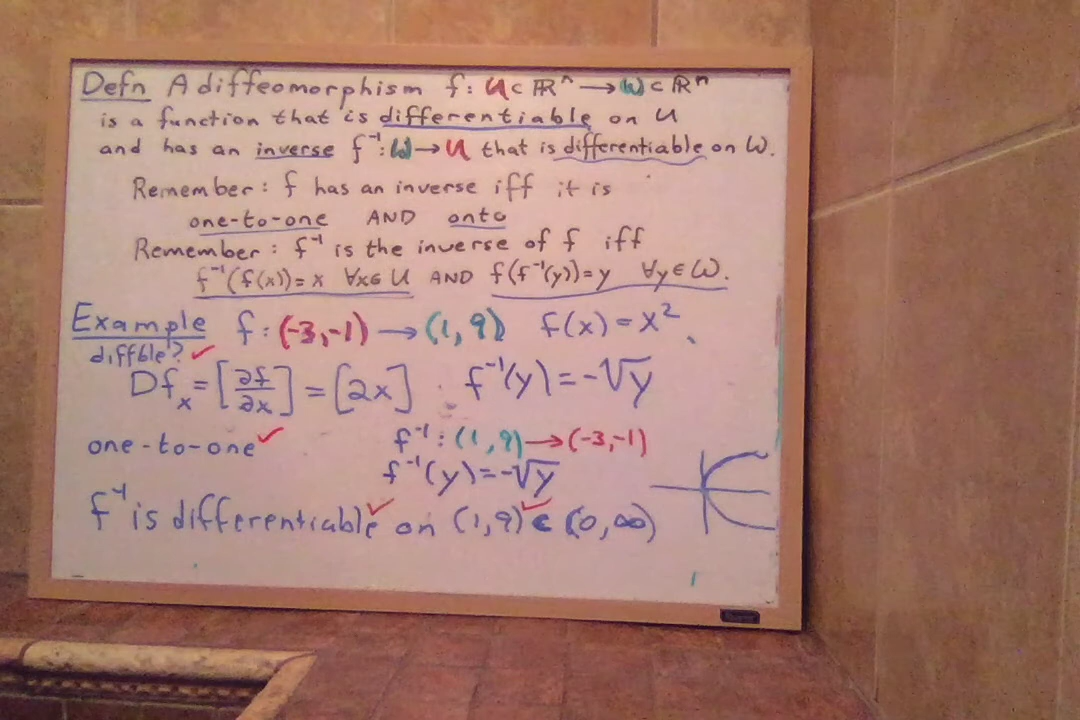 Defn A diffeomorphism f: U ⊂ ℝⁿ → W ⊂ ℝⁿ
is a function that is differentiable on U
and has an inverse f⁻¹: W → U that is differentiable on W.
Remember: f has an inverse iff it is
one-to-one AND onto
Remember: f⁻¹ is the inverse of f iff
f⁻¹(f(x)) = x ∀x∈U AND f(f⁻¹(y)) = y ∀y∈W.
Example f: (-3,-1) → (1,9) f(x) = x²
diffble? ✓
Df_x = [∂f/∂x] = [2x] f⁻¹(y) = -√y
one-to-one ✓ f⁻¹: (1,9) → (-3,-1)
f⁻¹(y) = -√y
f⁻¹ is differentiable ✓ on (1,9) ✓ ⊂ (0,∞)